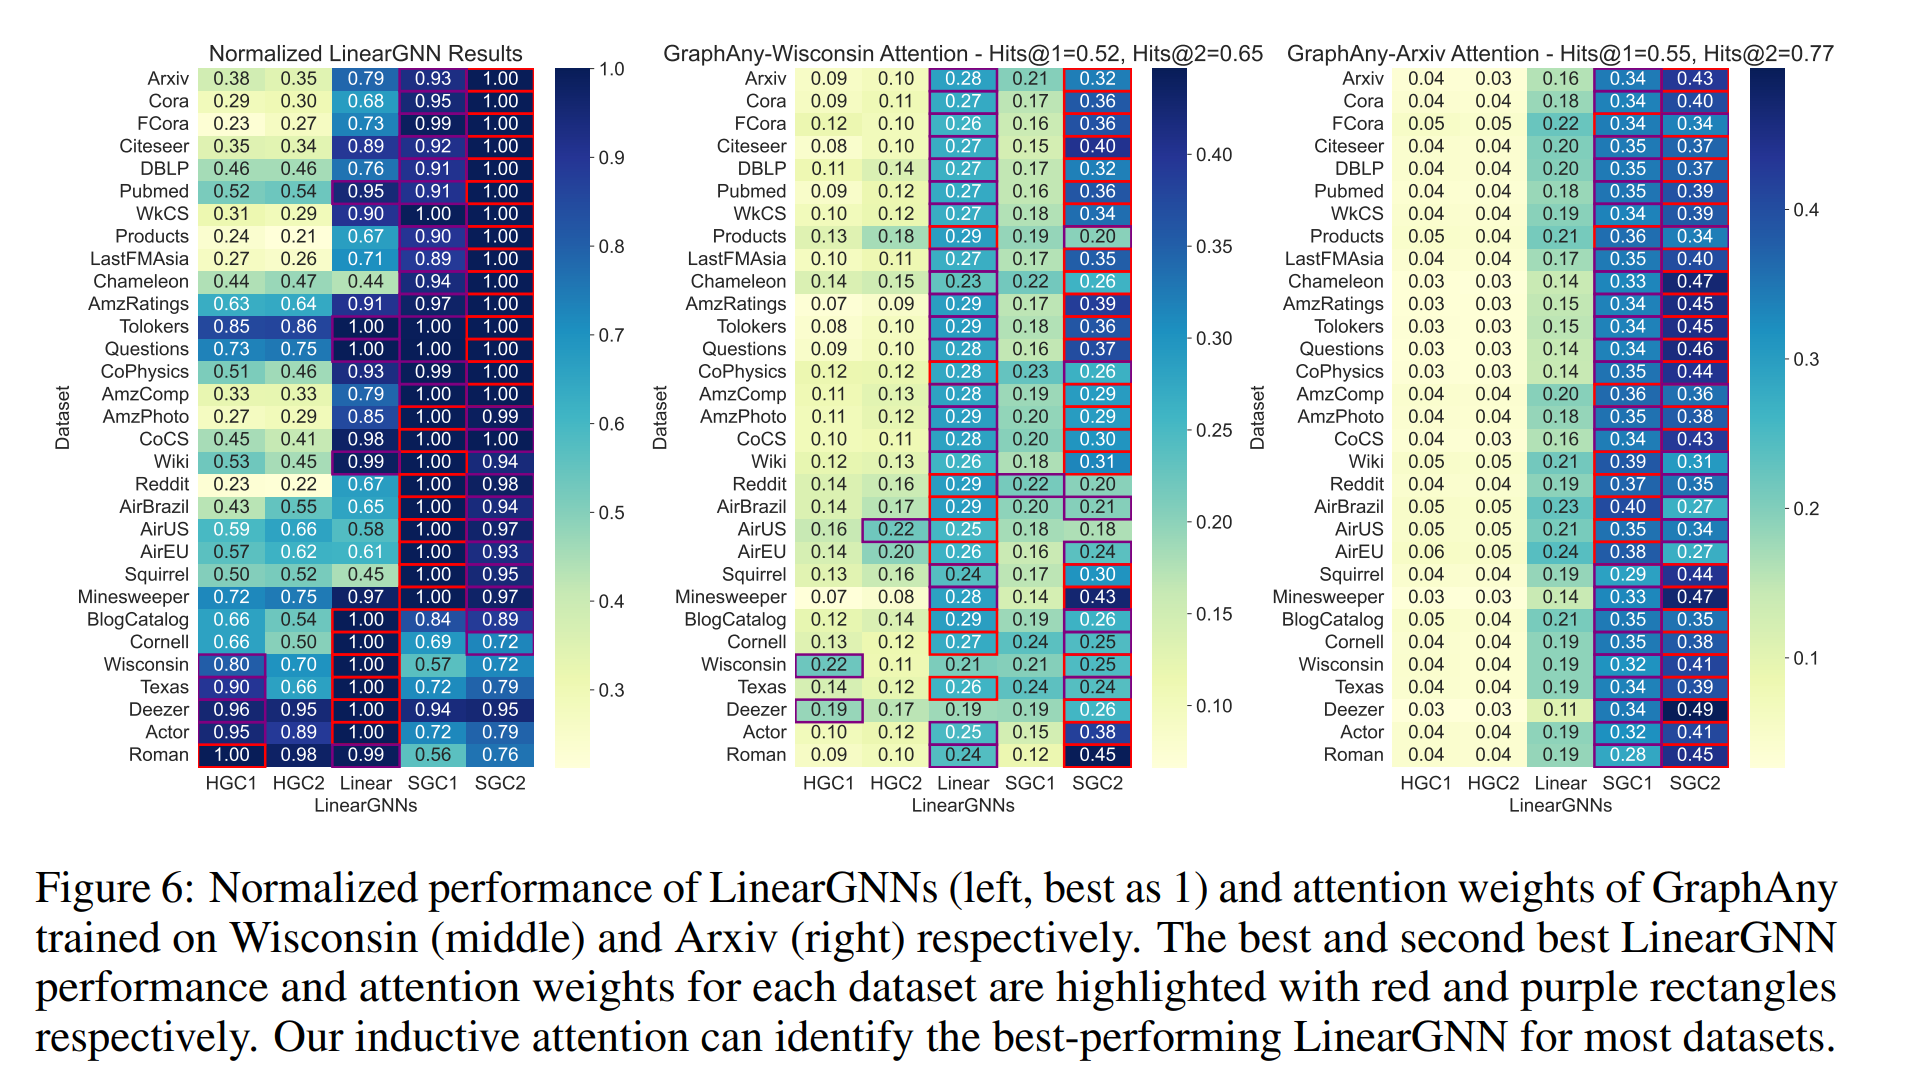 Normalized LinearGNN Results
Arxiv 0.38 0.35 0.79 0.93 1.00
Cora 0.29 0.30 0.68 0.95 1.00
FCora 0.23 0.27 0.73 0.99 1.00
Citeseer 0.35 0.34 0.89 0.92 1.00
DBLP 0.46 0.46 0.76 0.91 1.00
Pubmed 0.52 0.54 0.95 0.91 1.00
WkCS 0.31 0.29 0.90 1.00 1.00
Products 0.24 0.21 0.67 0.90 1.00
LastFMAsia 0.27 0.26 0.71 0.89 1.00
Chameleon 0.44 0.47 0.44 0.94 1.00
AmzRatings 0.63 0.64 0.91 0.97 1.00
Tolokers 0.85 0.86 1.00 1.00 1.00
Questions 0.73 0.75 1.00 1.00 1.00
CoPhysics 0.51 0.46 0.93 0.99 1.00
AmzComp 0.33 0.33 0.79 1.00 1.00
AmzPhoto 0.27 0.29 0.85 1.00 0.99
CoCS 0.45 0.41 0.98 1.00 1.00
Wiki 0.53 0.45 0.99 1.00 0.94
Reddit 0.23 0.22 0.67 1.00 0.98
AirBrazil 0.43 0.55 0.65 1.00 0.94
AirUS 0.59 0.66 0.58 1.00 0.97
AirEU 0.57 0.62 0.61 1.00 0.93
Squirrel 0.50 0.52 0.45 1.00 0.95
Minesweeper 0.72 0.75 0.97 1.00 0.97
BlogCatalog 0.66 0.54 1.00 0.84 0.89
Cornell 0.66 0.50 1.00 0.69 0.72
Wisconsin 0.80 0.70 1.00 0.57 0.72
Texas 0.90 0.66 1.00 0.72 0.79
Deezer 0.96 0.95 1.00 0.94 0.95
Actor 0.95 0.89 1.00 0.72 0.79
Roman 1.00 0.98 0.99 0.56 0.76
HGC1 HGC2 Linear SGC1 SGC2
LinearGNNs
Dataset
1.0
0.9
0.8
0.7
0.6
0.5
0.4
0.3
GraphAny-Wisconsin Attention - Hits@1=0.52, Hits@2=0.65
Arxiv 0.09 0.10 0.28 0.21 0.32
Cora 0.09 0.11 0.27 0.17 0.36
FCora 0.12 0.10 0.26 0.16 0.36
Citeseer 0.08 0.10 0.27 0.15 0.40
DBLP 0.11 0.14 0.27 0.17 0.32
Pubmed 0.09 0.12 0.27 0.16 0.36
WkCS 0.10 0.12 0.27 0.18 0.34
Products 0.13 0.18 0.29 0.19 0.20
LastFMAsia 0.10 0.11 0.27 0.17 0.35
Chameleon 0.14 0.15 0.23 0.22 0.26
AmzRatings 0.07 0.09 0.29 0.17 0.39
Tolokers 0.08 0.10 0.29 0.18 0.36
Questions 0.09 0.10 0.28 0.16 0.37
CoPhysics 0.12 0.12 0.28 0.23 0.26
AmzComp 0.11 0.13 0.28 0.19 0.29
AmzPhoto 0.11 0.12 0.29 0.20 0.29
CoCS 0.10 0.11 0.28 0.20 0.30
Wiki 0.12 0.13 0.26 0.18 0.31
Reddit 0.14 0.16 0.29 0.22 0.20
AirBrazil 0.14 0.17 0.29 0.20 0.21
AirUS 0.16 0.22 0.25 0.18 0.18
AirEU 0.14 0.20 0.26 0.16 0.24
Squirrel 0.13 0.16 0.24 0.17 0.30
Minesweeper 0.07 0.08 0.28 0.14 0.43
BlogCatalog 0.12 0.14 0.29 0.19 0.26
Cornell 0.13 0.12 0.27 0.24 0.25
Wisconsin 0.22 0.11 0.21 0.21 0.25
Texas 0.14 0.12 0.26 0.24 0.24
Deezer 0.19 0.17 0.19 0.19 0.26
Actor 0.10 0.12 0.25 0.15 0.38
Roman 0.09 0.10 0.24 0.12 0.45
HGC1 HGC2 Linear SGC1 SGC2
LinearGNNs
Dataset
0.40
0.35
0.30
0.25
0.20
0.15
0.10
GraphAny-Arxiv Attention - Hits@1=0.55, Hits@2=0.77
Arxiv 0.04 0.03 0.16 0.34 0.43
Cora 0.04 0.04 0.18 0.34 0.40
FCora 0.05 0.05 0.22 0.34 0.34
Citeseer 0.04 0.04 0.20 0.35 0.37
DBLP 0.04 0.04 0.20 0.35 0.37
Pubmed 0.04 0.04 0.18 0.35 0.39
WkCS 0.04 0.04 0.19 0.34 0.39
Products 0.05 0.04 0.21 0.36 0.34
LastFMAsia 0.04 0.04 0.17 0.35 0.40
Chameleon 0.03 0.03 0.14 0.33 0.47
AmzRatings 0.03 0.03 0.15 0.34 0.45
Tolokers 0.03 0.03 0.15 0.34 0.45
Questions 0.03 0.03 0.14 0.34 0.46
CoPhysics 0.03 0.03 0.14 0.35 0.44
AmzComp 0.04 0.04 0.20 0.36 0.36
AmzPhoto 0.04 0.04 0.18 0.35 0.38
CoCS 0.04 0.03 0.16 0.34 0.43
Wiki 0.05 0.05 0.21 0.39 0.31
Reddit 0.04 0.04 0.19 0.37 0.35
AirBrazil 0.05 0.05 0.23 0.40 0.27
AirUS 0.05 0.05 0.21 0.35 0.34
AirEU 0.06 0.05 0.24 0.38 0.27
Squirrel 0.04 0.04 0.19 0.29 0.44
Minesweeper 0.03 0.03 0.14 0.33 0.47
BlogCatalog 0.05 0.04 0.21 0.35 0.35
Cornell 0.04 0.04 0.19 0.35 0.38
Wisconsin 0.04 0.04 0.19 0.32 0.41
Texas 0.04 0.04 0.19 0.34 0.39
Deezer 0.03 0.03 0.11 0.34 0.49
Actor 0.04 0.04 0.19 0.32 0.41
Roman 0.04 0.04 0.19 0.28 0.45
HGC1 HGC2 Linear SGC1 SGC2
LinearGNNs
Dataset
0.4
0.3
0.2
0.1
Figure 6: Normalized performance of LinearGNNs (left, best as 1) and attention weights of GraphAny
trained on Wisconsin (middle) and Arxiv (right) respectively. The best and second best LinearGNN
performance and attention weights for each dataset are highlighted with red and purple rectangles
respectively. Our inductive attention can identify the best-performing LinearGNN for most datasets.